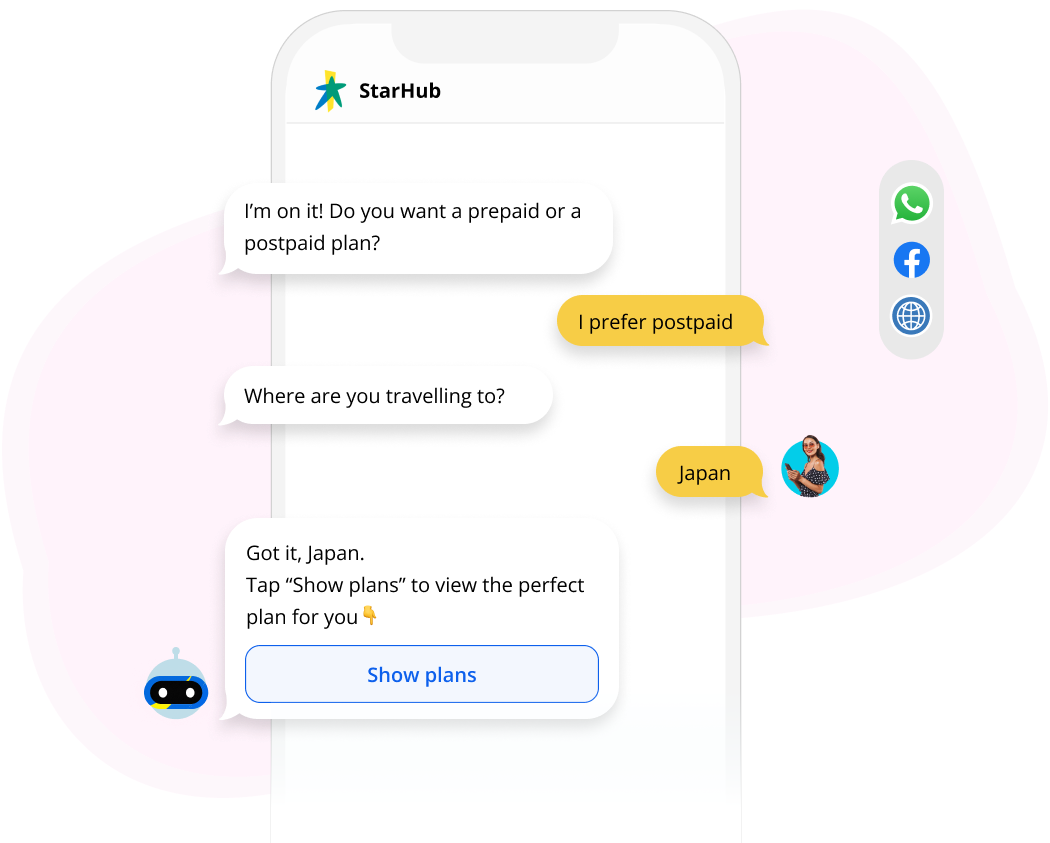 StarHub
I’m on it! Do you want a prepaid or a
postpaid plan?
I prefer postpaid
Where are you travelling to?
Japan
Got it, Japan.
Tap “Show plans” to view the perfect
plan for you👇
Show plans